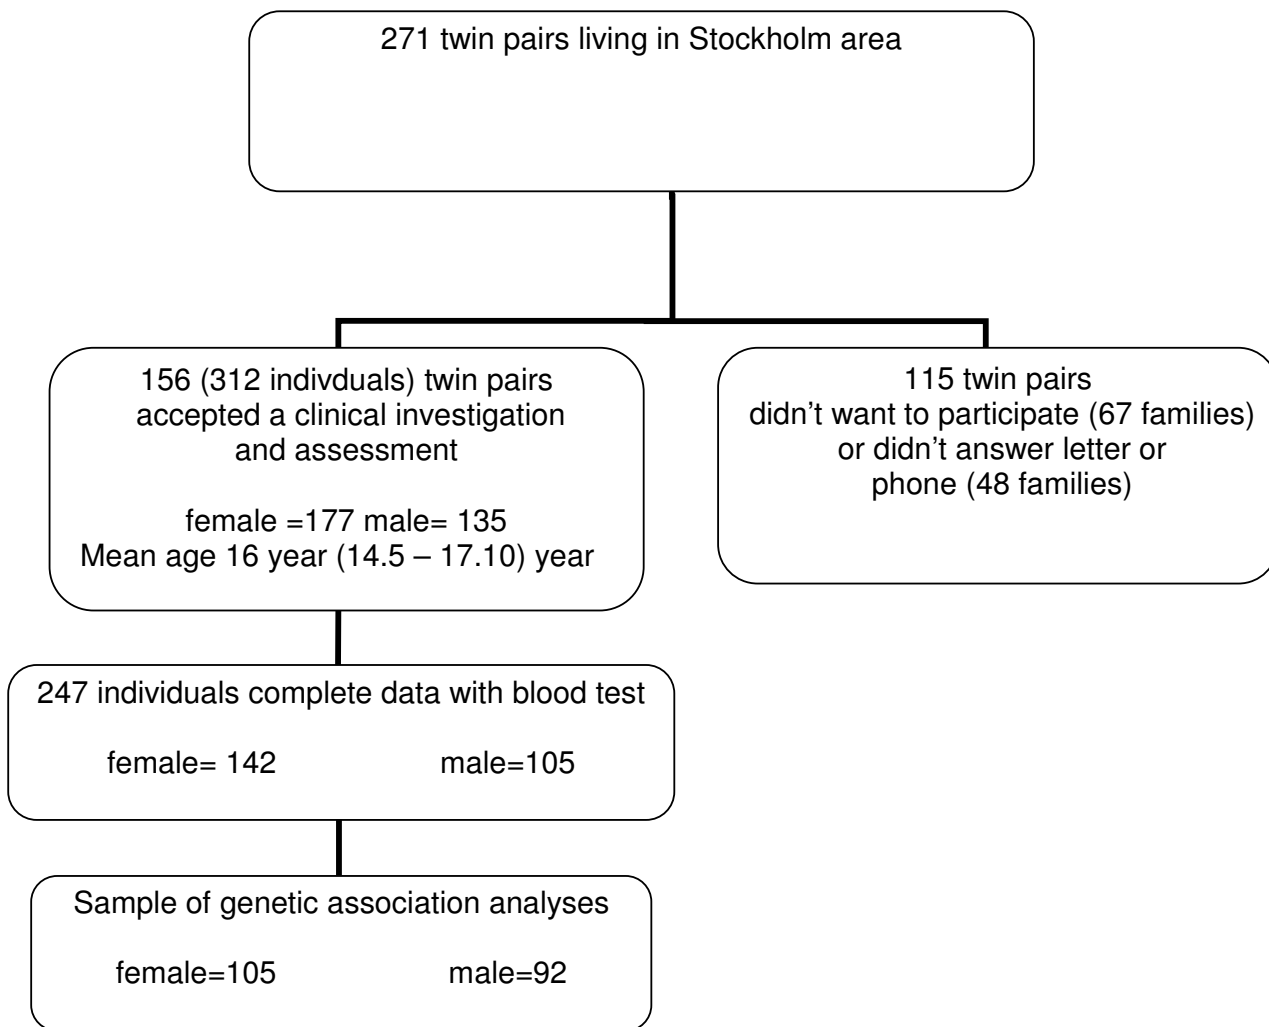 271 twin pairs living in Stockholm area
156 (312 indivduals) twin pairs
accepted a clinical investigation
and assessment
female =177 male= 135
Mean age 16 year (14.5 – 17.10) year
115 twin pairs
didn't want to participate (67 families)
or didn't answer letter or
phone (48 families)
247 individuals complete data with blood test
female= 142 male=105
Sample of genetic association analyses
female=105 male=92